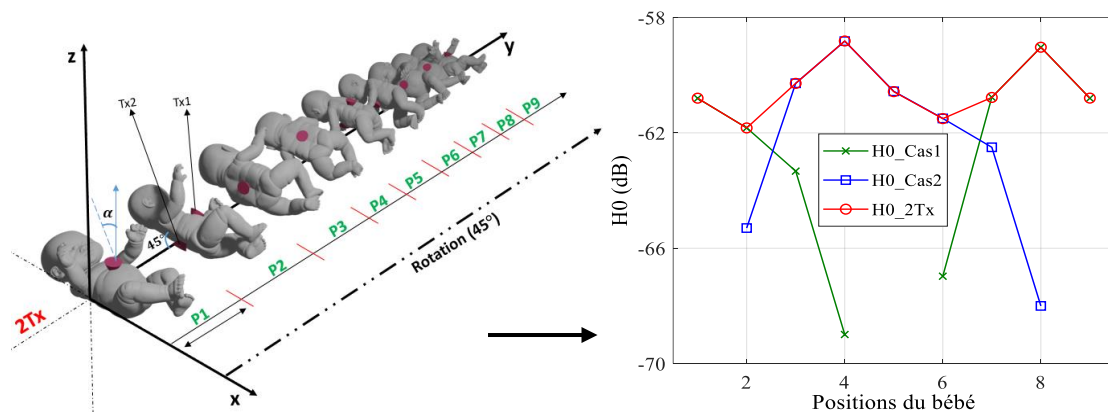 z
y
Tx2
Tx1
α
45°
P1
P2
P3
P4
P5
P6
P7
P8
P9
Rotation (45°)
2Tx
x
-58
-62
-66
-70
H0 (dB)
H0_Cas1
H0_Cas2
H0_2Tx
2 4 6 8
Positions du bébé